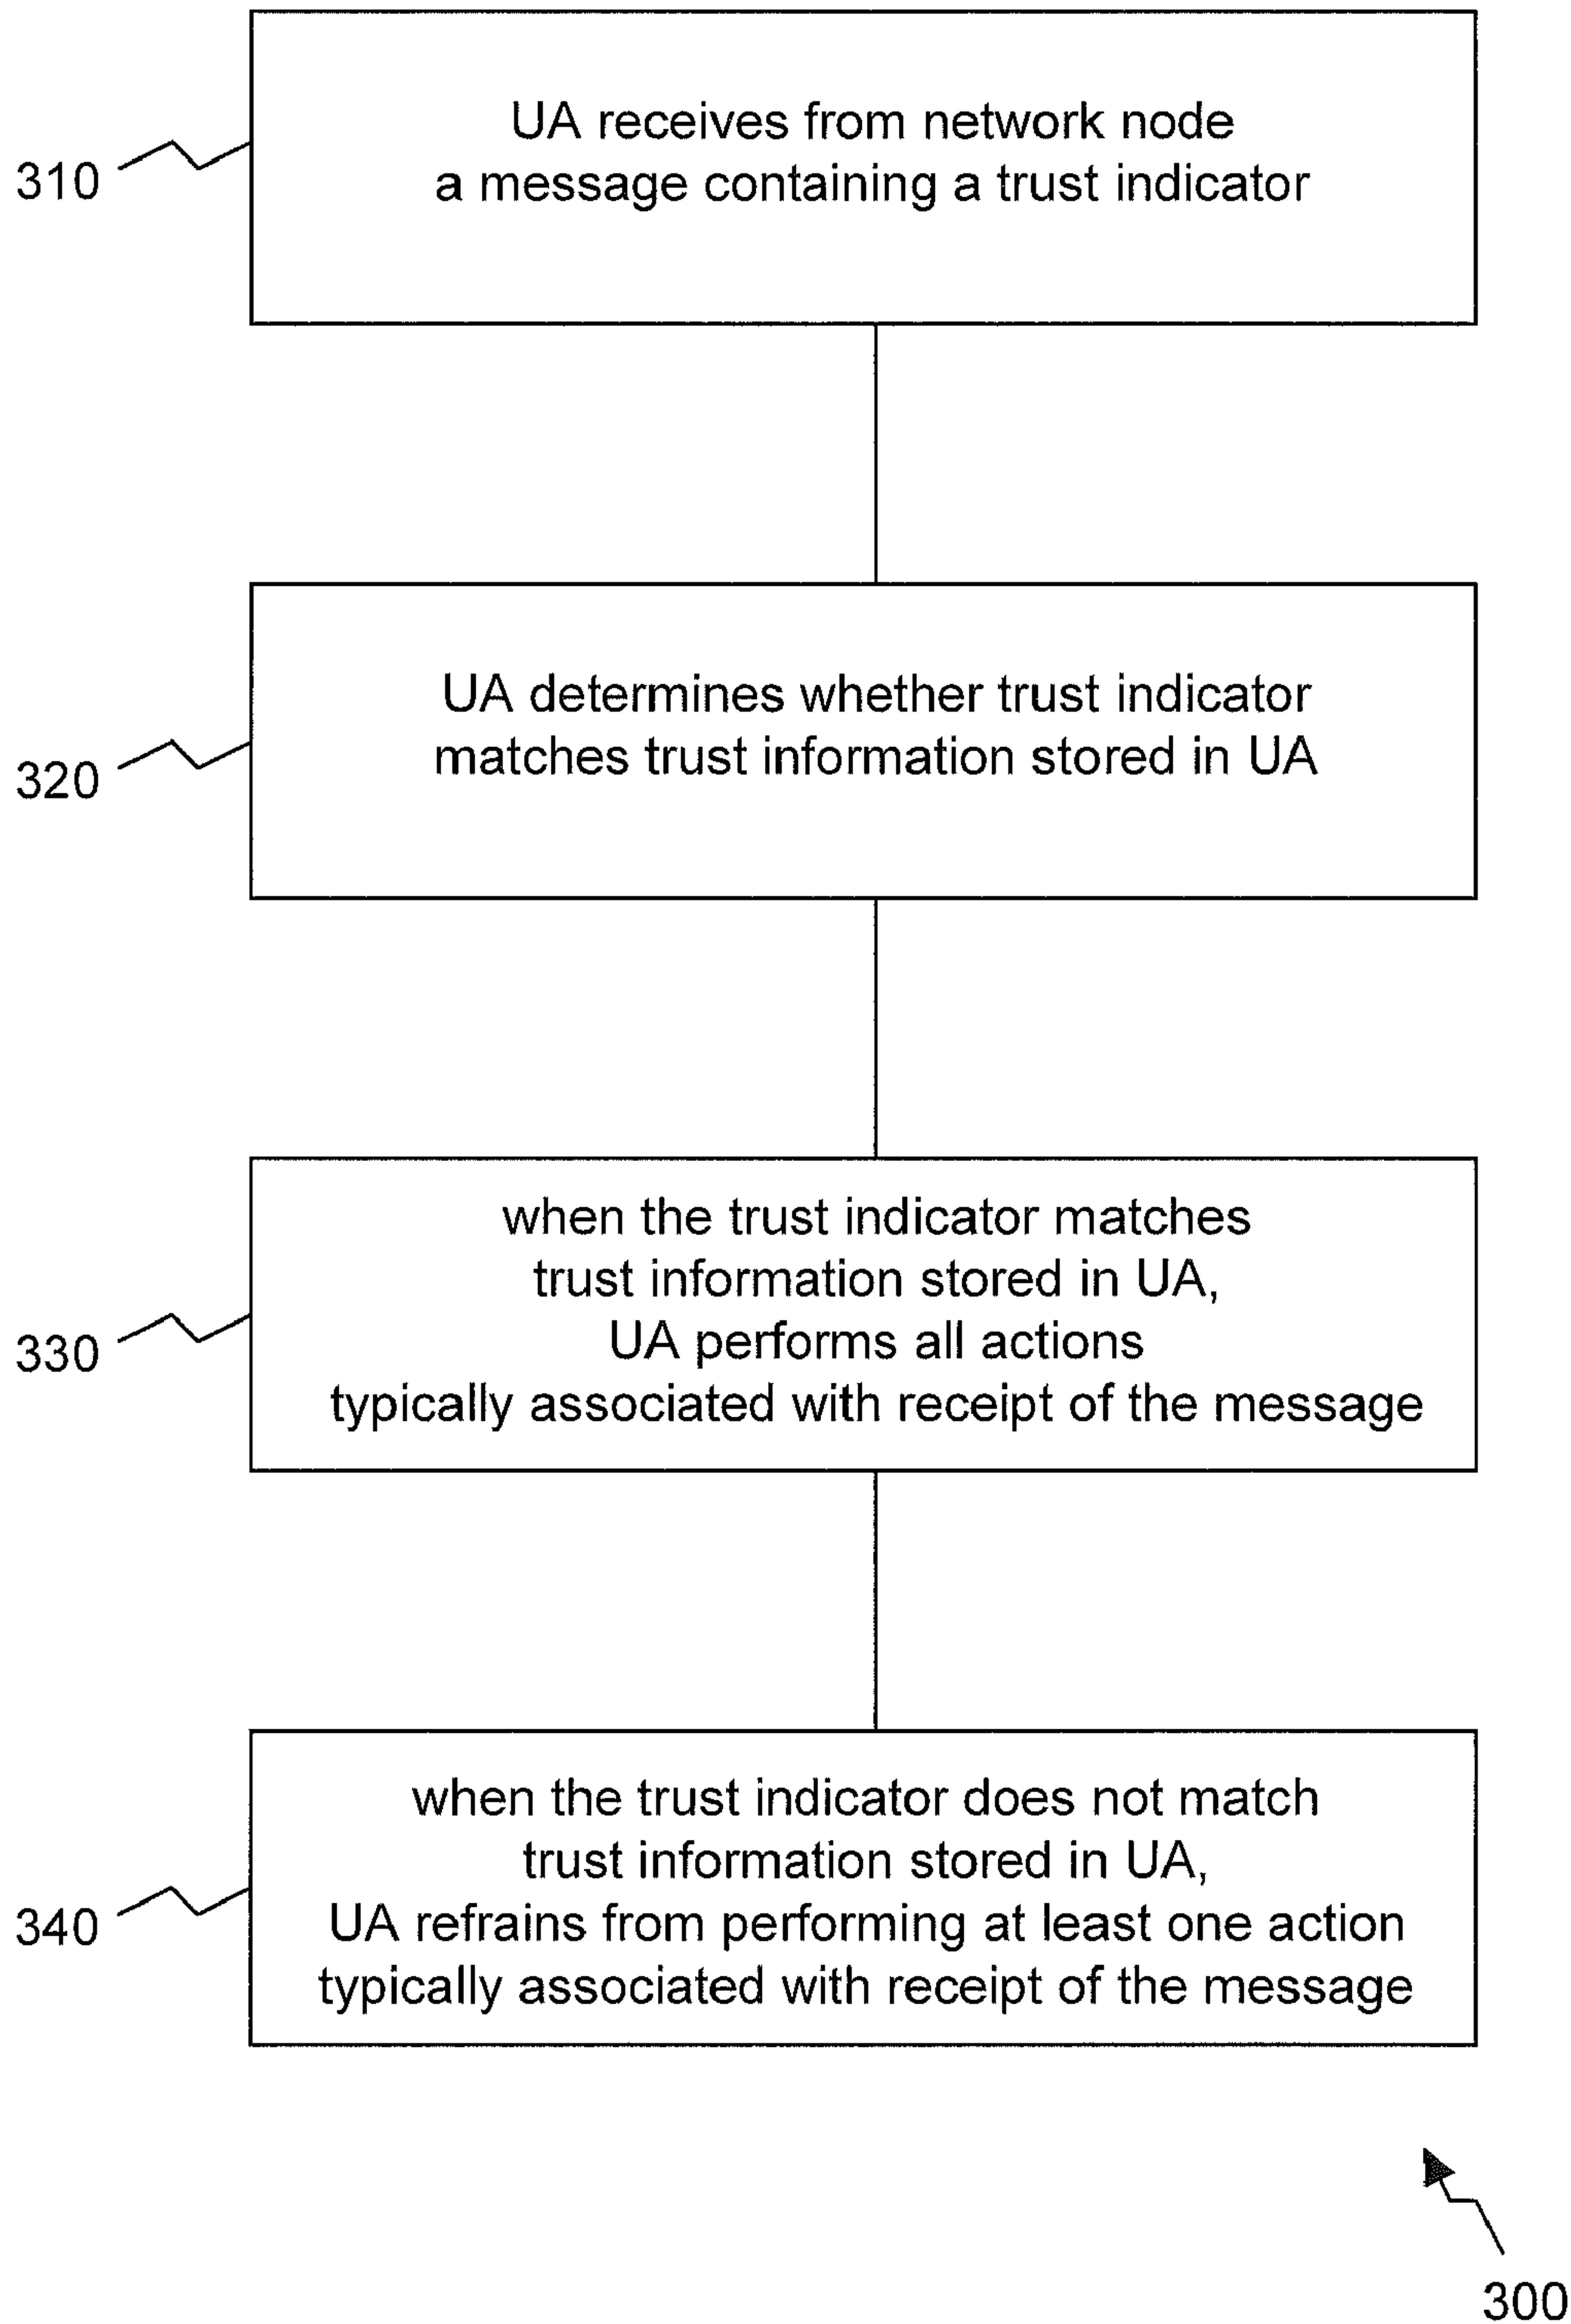 UA receives from network node
a message containing a trust indicator
310
UA determines whether trust indicator
matches trust information stored in UA
320
when the trust indicator matches
trust information stored in UA,
UA performs all actions
typically associated with receipt of the message
330
when the trust indicator does not match
trust information stored in UA,
UA refrains from performing at least one action
typically associated with receipt of the message
340
300